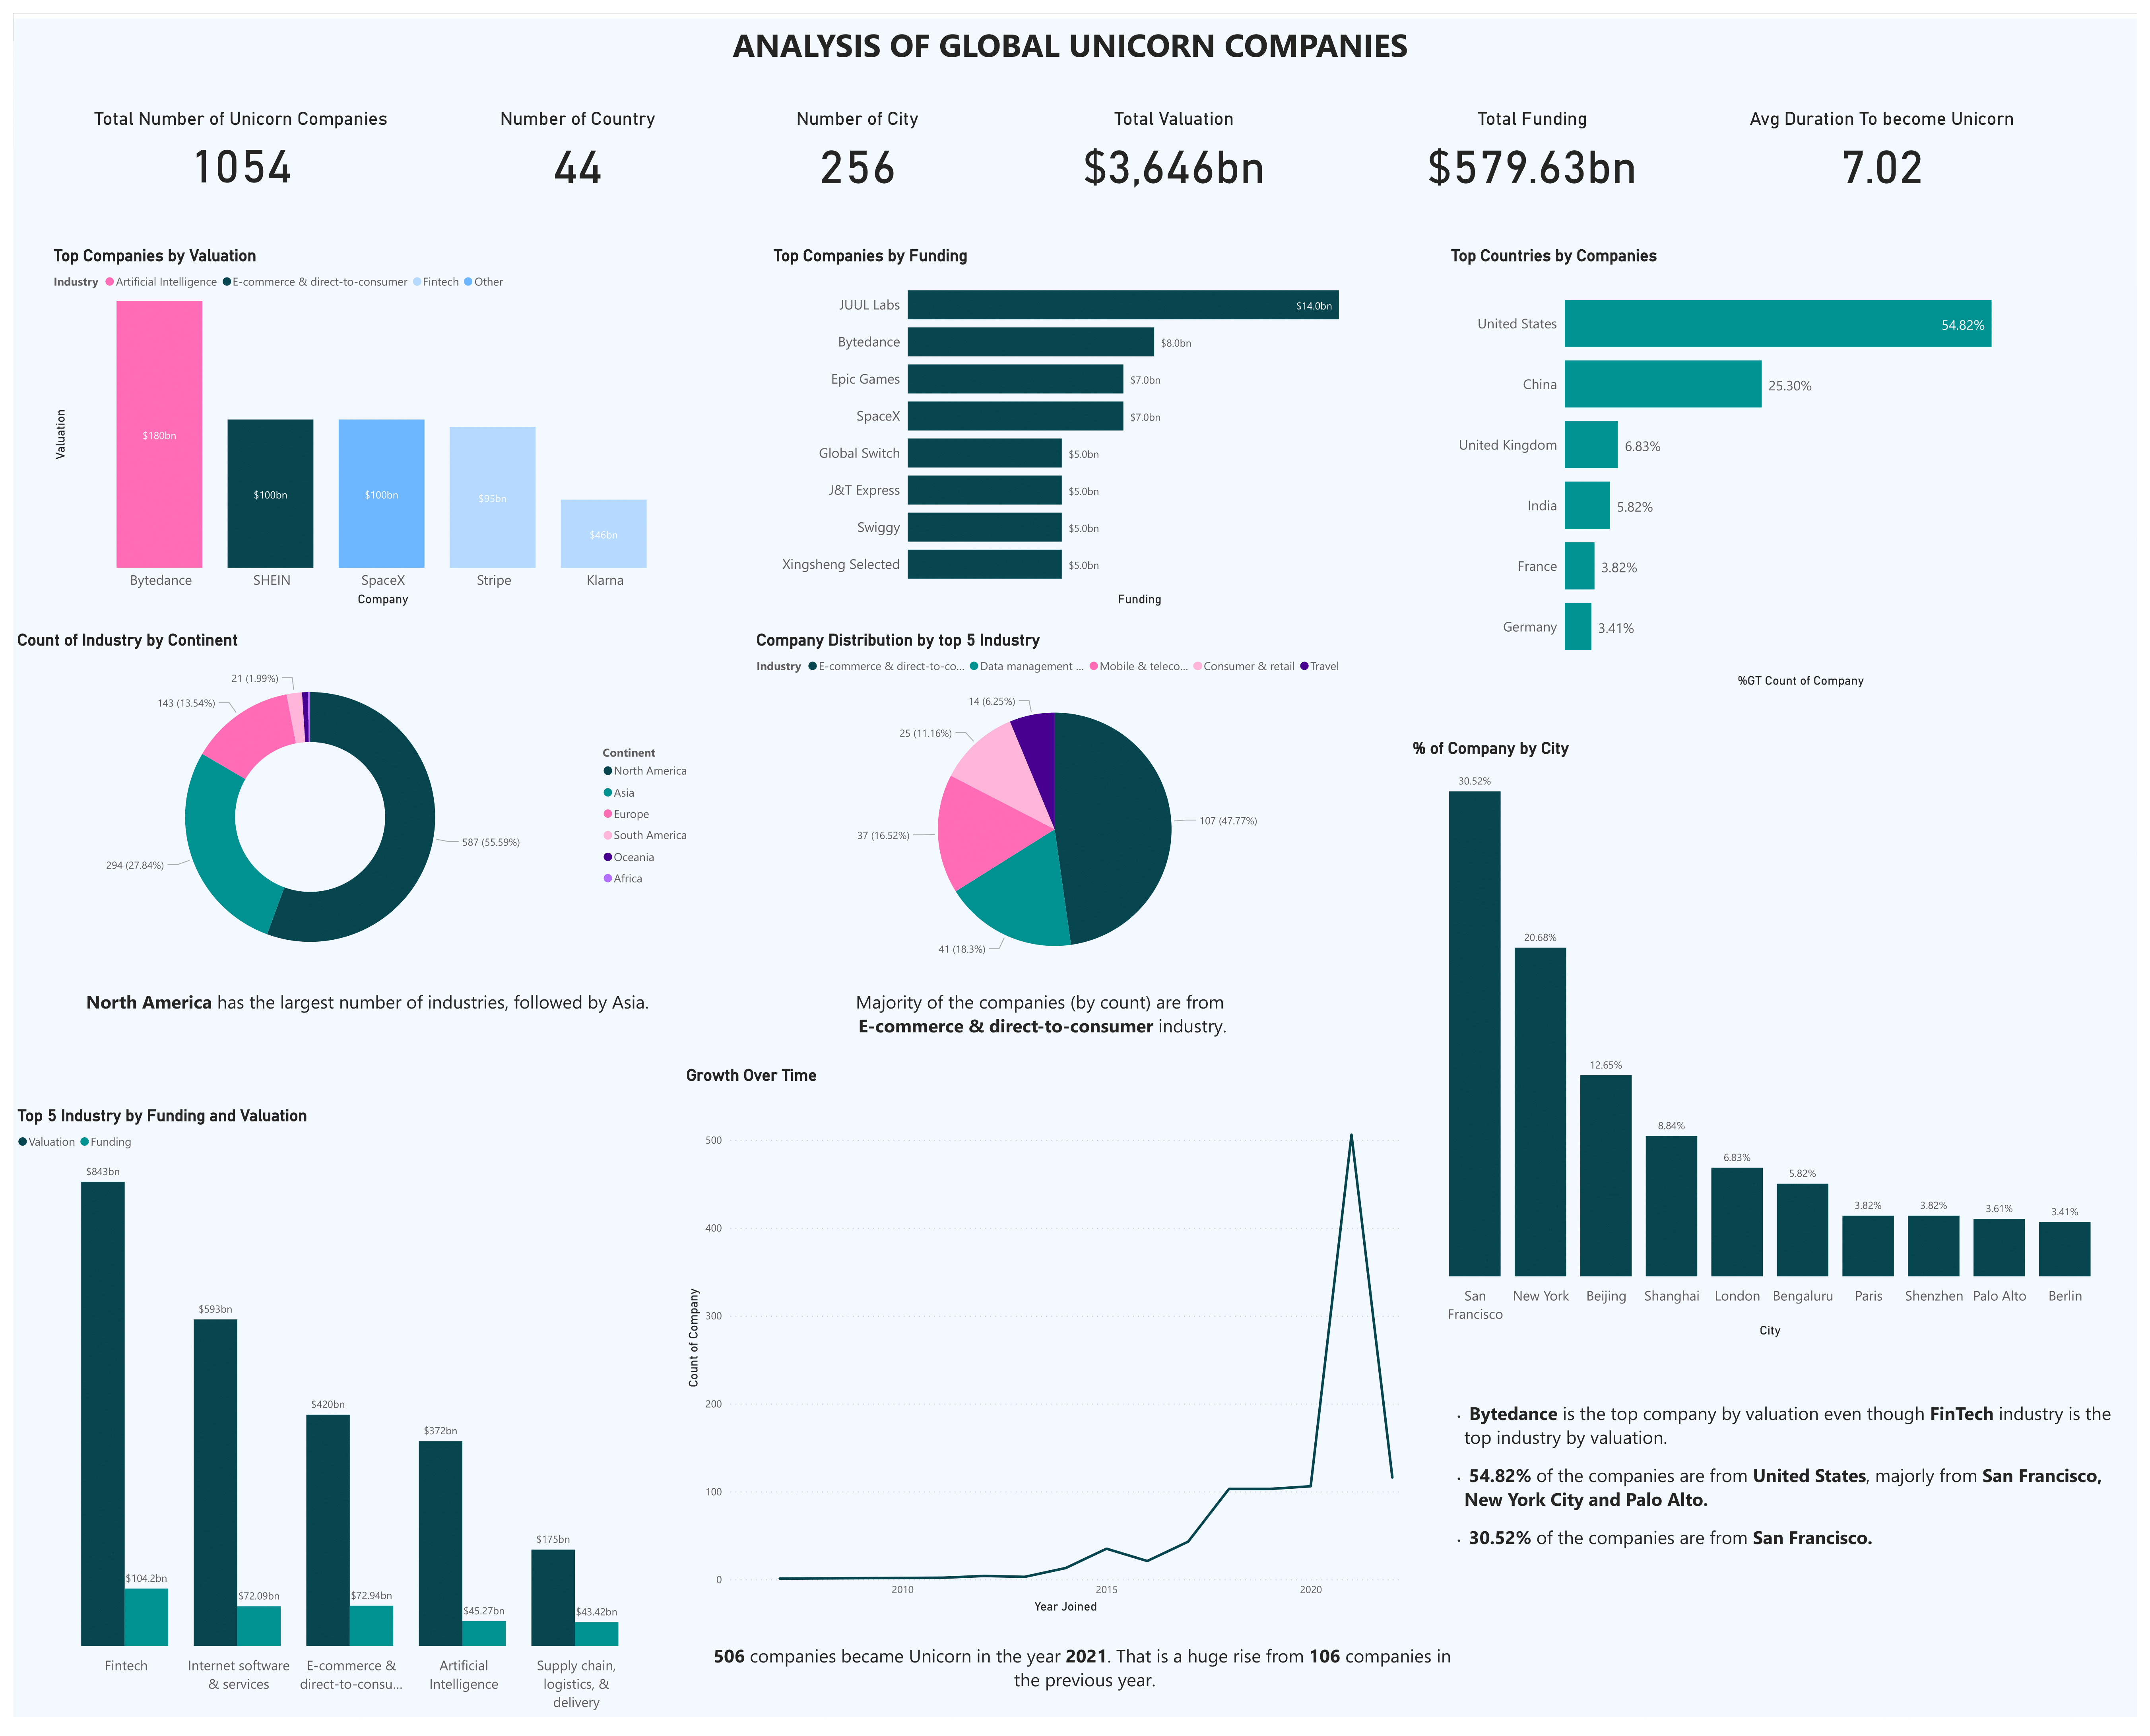 ANALYSIS OF GLOBAL UNICORN COMPANIES
Total Number of Unicorn Companies
1054
Number of Country
44
Number of City
256
Total Valuation
$3,646bn
Total Funding
$579.63bn
Avg Duration To become Unicorn
7.02
Top Companies by Valuation
Industry Artificial Intelligence E-commerce & direct-to-consumer Fintech Other
Valuation
$180bn
$100bn
$100bn
$95bn
$46bn
Bytedance SHEIN SpaceX Stripe Klarna
Company
Top Companies by Funding
JUUL Labs $14.0bn
Bytedance $8.0bn
Epic Games $7.0bn
SpaceX $7.0bn
Global Switch $5.0bn
J&T Express $5.0bn
Swiggy $5.0bn
Xingsheng Selected $5.0bn
Funding
Top Countries by Companies
United States 54.82%
China 25.30%
United Kingdom 6.83%
India 5.82%
France 3.82%
Germany 3.41%
%GT Count of Company
Count of Industry by Continent
21 (1.99%)
143 (13.54%)
294 (27.84%)
587 (55.59%)
Continent
North America
Asia
Europe
South America
Oceania
Africa
North America has the largest number of industries, followed by Asia.
Company Distribution by top 5 Industry
Industry E-commerce & direct-to-co... Data management ... Mobile & teleco... Consumer & retail Travel
14 (6.25%)
25 (11.16%)
37 (16.52%)
41 (18.3%)
107 (47.77%)
Majority of the companies (by count) are from
E-commerce & direct-to-consumer industry.
% of Company by City
30.52%
20.68%
12.65%
8.84%
6.83%
5.82%
3.82%
3.82%
3.61%
3.41%
San
Francisco
New York
Beijing
Shanghai
London
Bengaluru
Paris
Shenzhen
Palo Alto
Berlin
City
Top 5 Industry by Funding and Valuation
Valuation Funding
$843bn
$104.2bn
$593bn
$72.09bn
$420bn
$72.94bn
$372bn
$45.27bn
$175bn
$43.42bn
Fintech
Internet software
& services
E-commerce &
direct-to-consu...
Artificial
Intelligence
Supply chain,
logistics, &
delivery
Growth Over Time
Count of Company
500
400
300
200
100
0
2010 2015 2020
Year Joined
506 companies became Unicorn in the year 2021. That is a huge rise from 106 companies in
the previous year.
• Bytedance is the top company by valuation even though FinTech industry is the
top industry by valuation.
• 54.82% of the companies are from United States, majorly from San Francisco,
New York City and Palo Alto.
• 30.52% of the companies are from San Francisco.